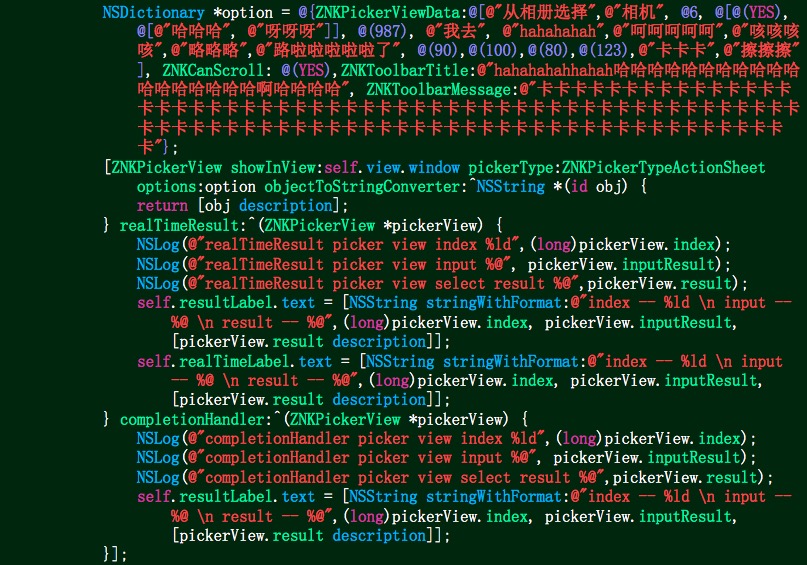 NSDictionary *option = @{ZNKPickerViewData:@[@"从相册选择",@"相机", @6, @[@(YES),
@[@"哈哈哈", @"呀呀呀"]], @(987), @"我去", @"hahahahah",@"呵呵呵呵呵",@"咳咳咳
咳",@"略略略",@"路啦啦啦啦啦了", @(90),@(100),@(80),@(123),@"卡卡卡",@"擦擦擦"
], ZNKCanScroll: @(YES),ZNKToolbarTitle:@"hahahahahhahah哈哈哈哈哈哈哈哈哈哈哈
哈哈哈哈哈哈哈啊哈哈哈哈", ZNKToolbarMessage:@"卡卡卡卡卡卡卡卡卡卡卡卡卡卡卡
卡卡卡卡卡卡卡卡卡卡卡卡卡卡卡卡卡卡卡卡卡卡卡卡卡卡卡卡卡卡卡卡卡卡卡卡卡卡卡
卡卡卡卡卡卡卡卡卡卡卡卡卡卡卡卡卡卡卡卡卡卡卡卡卡卡卡卡卡卡卡卡卡卡卡卡卡卡
卡"};
[ZNKPickerView showInView:self.view.window pickerType:ZNKPickerTypeActionSheet
options:option objectToStringConverter:^NSString *(id obj) {
return [obj description];
} realTimeResult:^(ZNKPickerView *pickerView) {
NSLog(@"realTimeResult picker view index %ld",(long)pickerView.index);
NSLog(@"realTimeResult picker view input %@", pickerView.inputResult);
NSLog(@"realTimeResult picker view select result %@",pickerView.result);
self.resultLabel.text = [NSString stringWithFormat:@"index -- %ld \n input --
%@ \n result -- %@",(long)pickerView.index, pickerView.inputResult,
[pickerView.result description]];
self.realTimeLabel.text = [NSString stringWithFormat:@"index -- %ld \n input
-- %@ \n result -- %@",(long)pickerView.index, pickerView.inputResult,
[pickerView.result description]];
} completionHandler:^(ZNKPickerView *pickerView) {
NSLog(@"completionHandler picker view index %ld",(long)pickerView.index);
NSLog(@"completionHandler picker view input %@", pickerView.inputResult);
NSLog(@"completionHandler picker view select result %@",pickerView.result);
self.resultLabel.text = [NSString stringWithFormat:@"index -- %ld \n input --
%@ \n result -- %@",(long)pickerView.index, pickerView.inputResult,
[pickerView.result description]];
}];